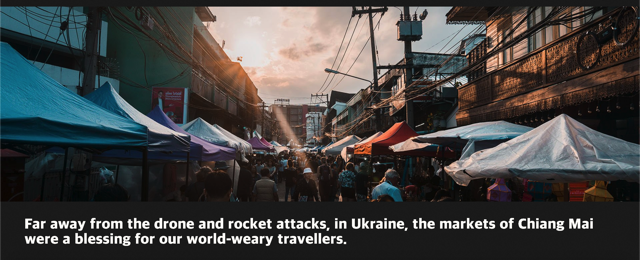 Far away from the drone and rocket attacks, in Ukraine, the markets of Chiang Mai
were a blessing for our world-weary travellers.